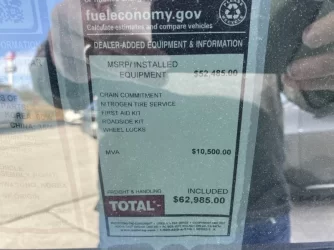 fueleconomy.gov
Calculate estimates and compare vehicles
DEALER-ADDED EQUIPMENT & INFORMATION
MSRP/ INSTALLED
EQUIPMENT $52,485.00
CHAIN COMMITMENT
NITROGEN TIRE SERVICE
FIRST AID KIT
ROADSIDE KIT
WHEEL LOCKS
MVA $10,500.00
FREIGHT & HANDLING INCLUDED
TOTAL: $62,985.00